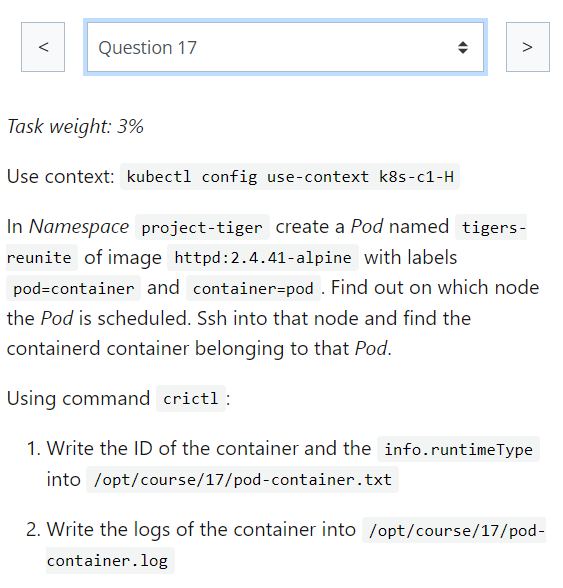 < Question 17 >
Task weight: 3%
Use context: kubectl config use-context k8s-c1-H
In Namespace project-tiger create a Pod named tigers-
reunite of image httpd:2.4.41-alpine with labels
pod=container and container=pod . Find out on which node
the Pod is scheduled. Ssh into that node and find the
containerd container belonging to that Pod.
Using command crictl :
1. Write the ID of the container and the info.runtimeType
into /opt/course/17/pod-container.txt
2. Write the logs of the container into /opt/course/17/pod-
container.log